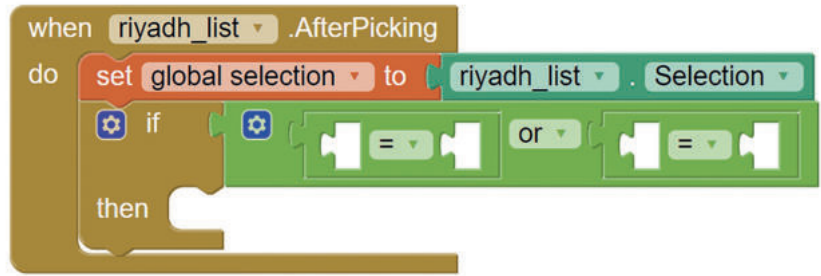 when riyadh_list .AfterPicking
do set global selection to riyadh_list . Selection
if = or =
then